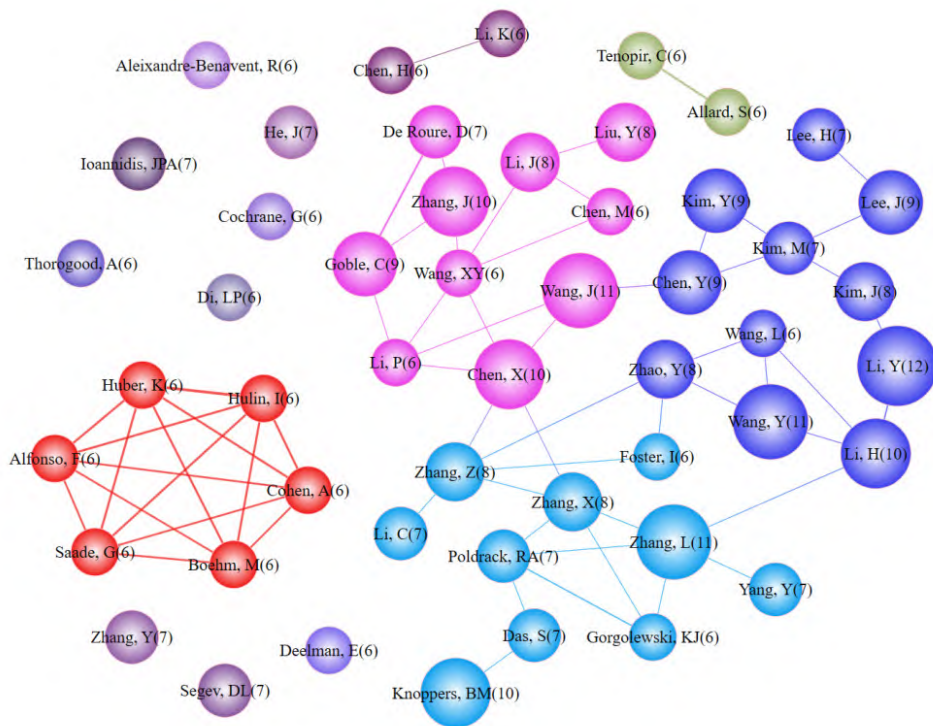 Li, K(6)
Aleixandre-Benavent, R(6)
Chen, H(6)
Tenopir, C(6)
Allard, S(6)
He, J(7)
De Roure, D(7)
Liu, Y(8)
Lee, H(7)
Ioannidis, JPA(7)
Li, J(8)
Zhang, J(10)
Kim, Y(9)
Lee, J(9)
Cochrane, G(6)
Chen, M(6)
Kim, M(7)
Thorogood, A(6)
Goble, C(9)
Wang, XY(6)
Chen, Y(9)
Di, LP(6)
Wang, J(11)
Kim, J(8)
Wang, L(6)
Li, P(6)
Chen, X(10)
Zhao, Y(8)
Li, Y(12)
Huber, K(6)
Hulin, I(6)
Wang, Y(11)
Alfonso, F(6)
Foster, I(6)
Li, H(10)
Zhang, Z(8)
Cohen, A(6)
Zhang, X(8)
Li, C(7)
Zhang, L(11)
Saade, G(6)
Boehm, M(6)
Poldrack, RA(7)
Yang, Y(7)
Zhang, Y(7)
Das, S(7)
Gorgolewski, KJ(6)
Deelman, E(6)
Segev, DL(7)
Knoppers, BM(10)